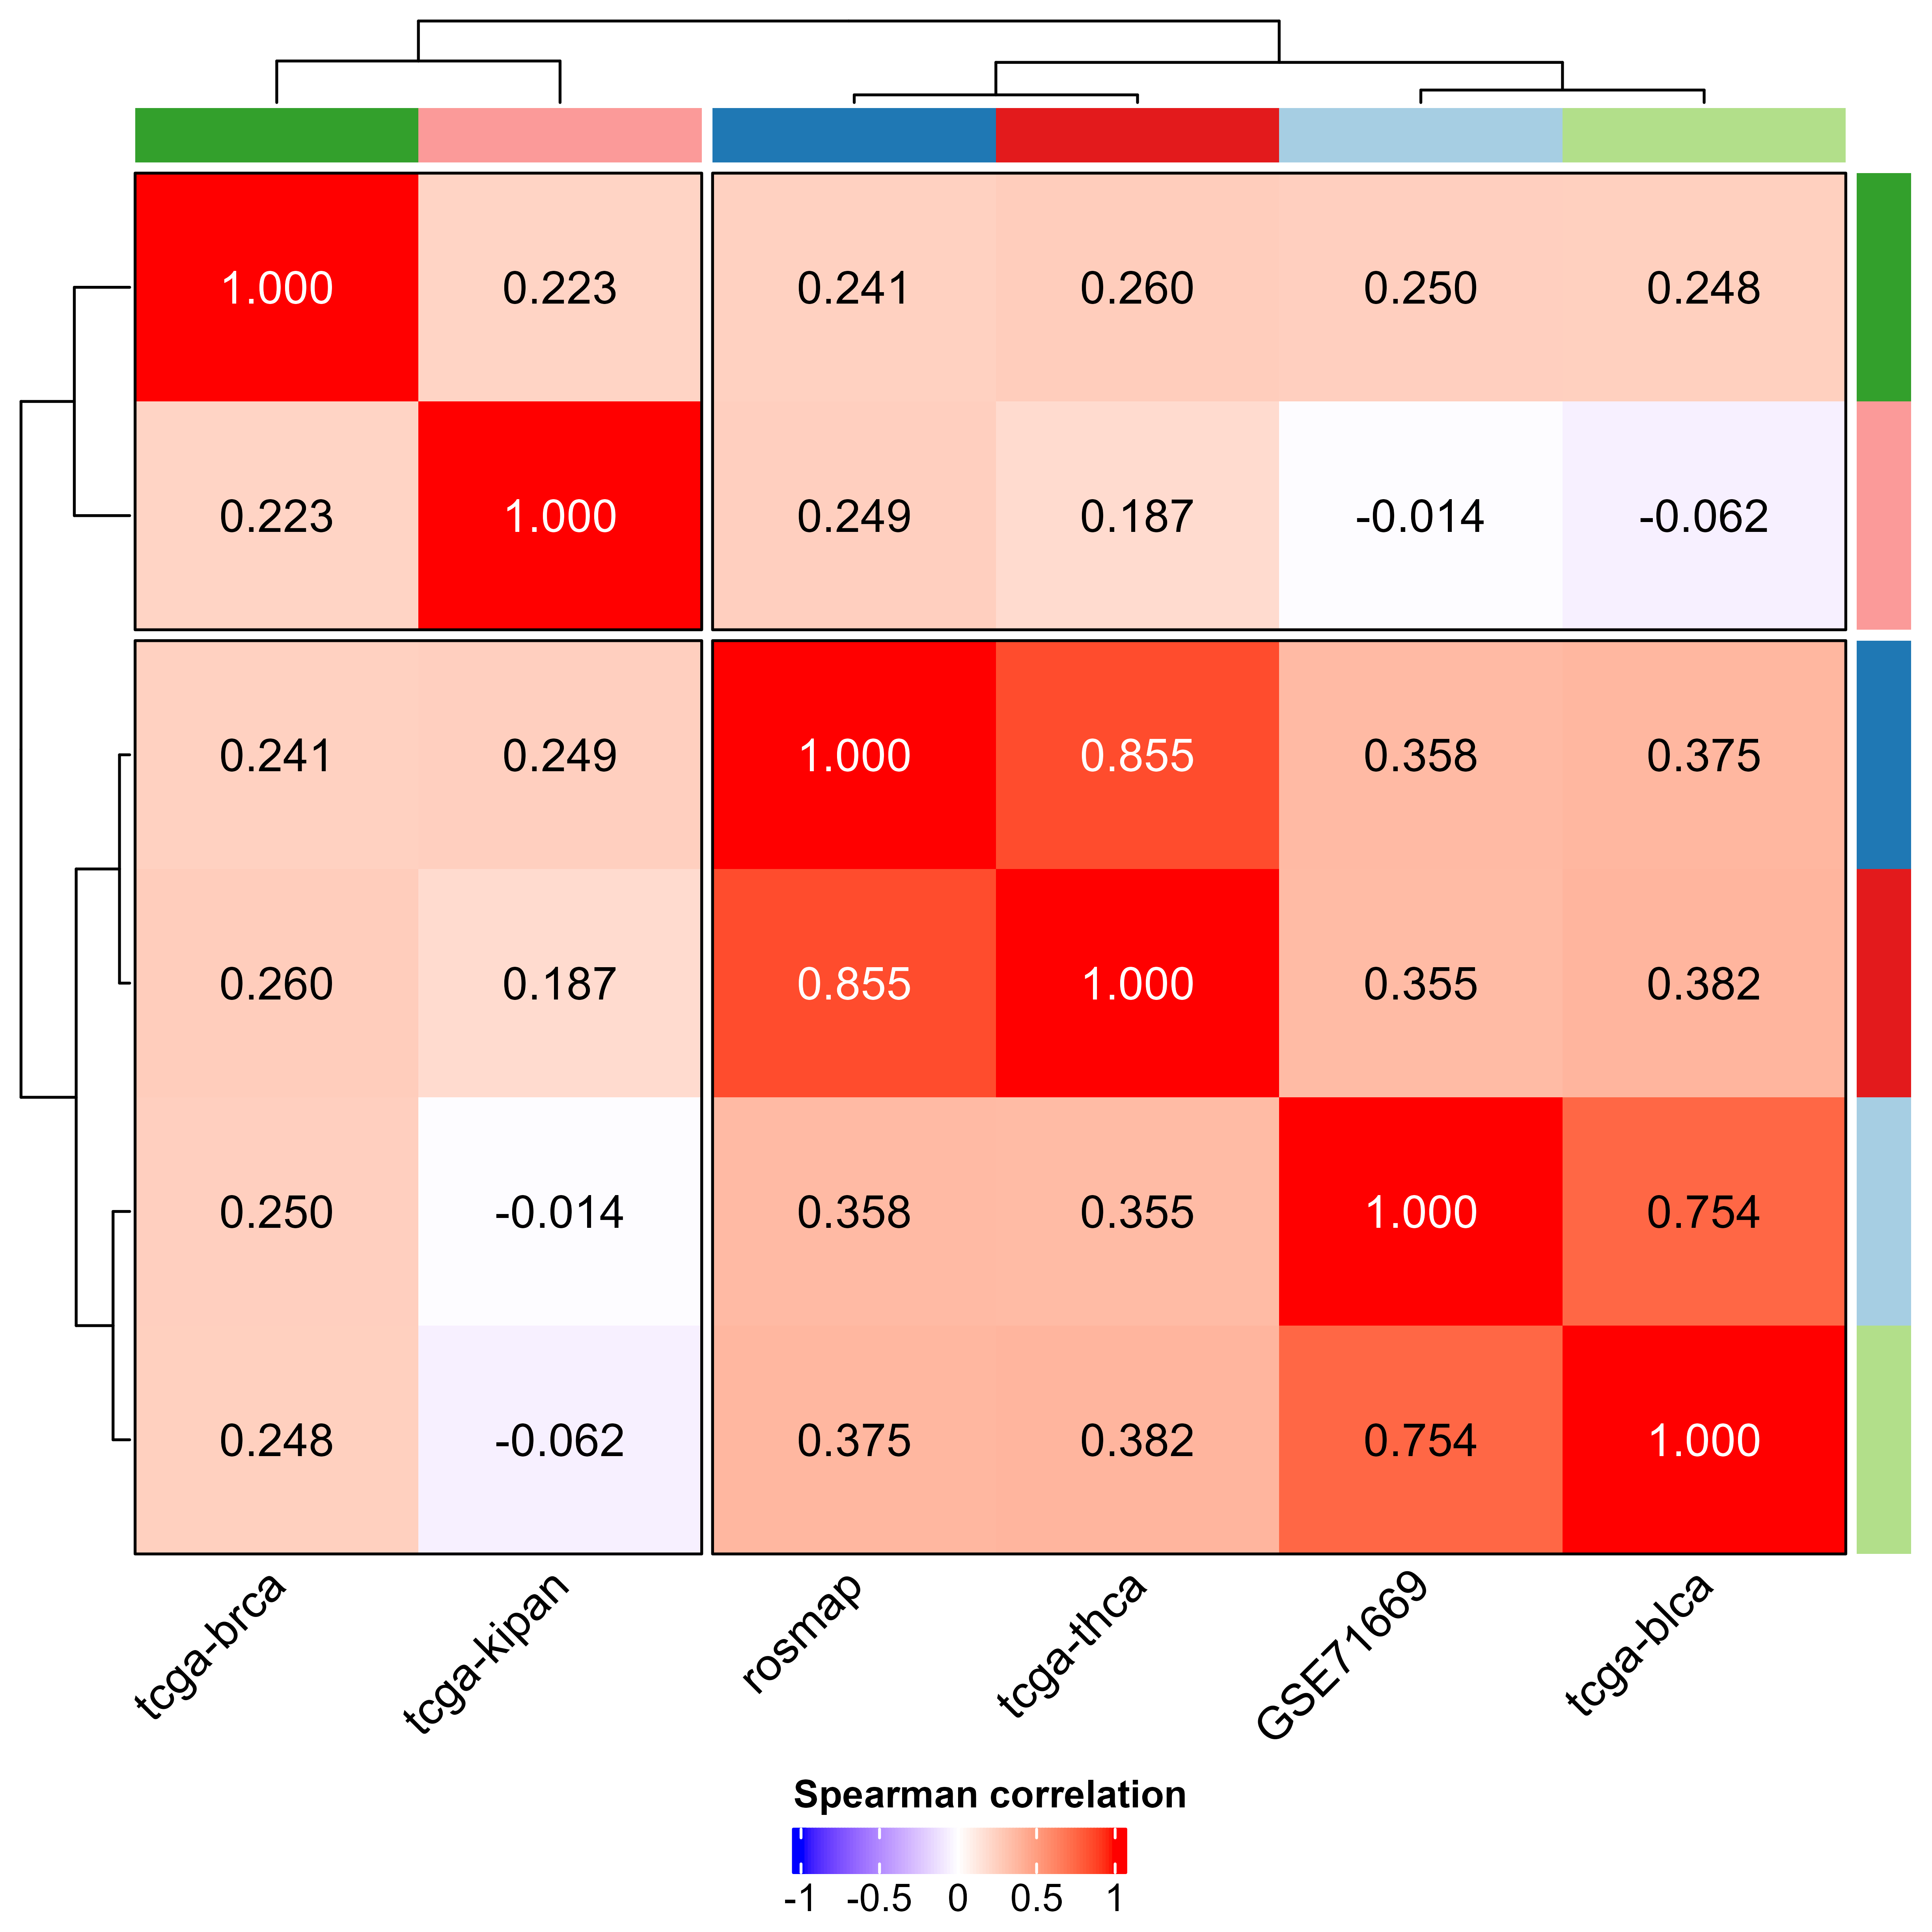 1.000 0.223 0.241 0.260 0.250 0.248
0.223 1.000 0.249 0.187 -0.014 -0.062
0.241 0.249 1.000 0.855 0.358 0.375
0.260 0.187 0.855 1.000 0.355 0.382
0.250 -0.014 0.358 0.355 1.000 0.754
0.248 -0.062 0.375 0.382 0.754 1.000
tcga-brca tcga-kipan rosmap tcga-thca GSE71669 tcga-blca
Spearman correlation
-1 -0.5 0 0.5 1